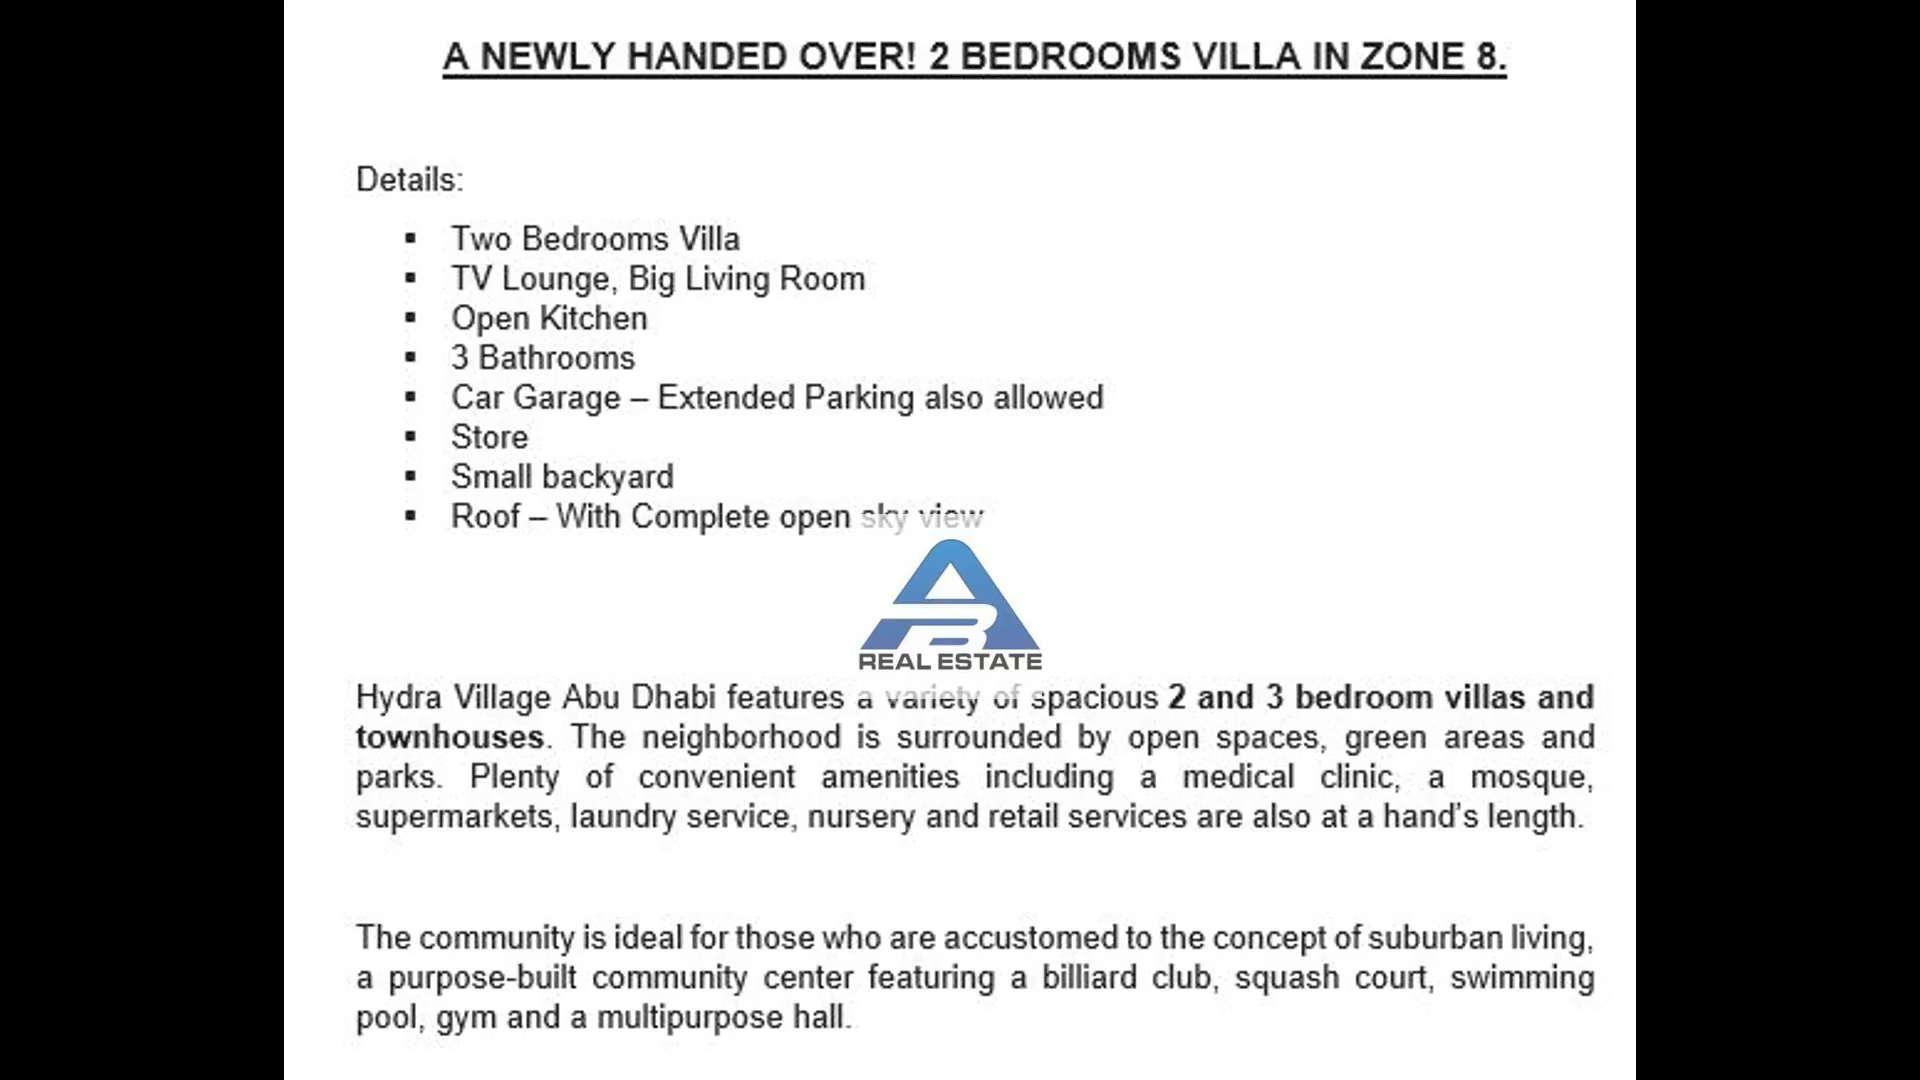 A NEWLY HANDED OVER! 2 BEDROOMS VILLA IN ZONE 8.
Details:
▪ Two Bedrooms Villa
▪ TV Lounge, Big Living Room
▪ Open Kitchen
▪ 3 Bathrooms
▪ Car Garage – Extended Parking also allowed
▪ Store
▪ Small backyard
▪ Roof – With Complete open sky view
AB
REAL ESTATE
Hydra Village Abu Dhabi features a variety of spacious 2 and 3 bedroom villas and
townhouses. The neighborhood is surrounded by open spaces, green areas and
parks. Plenty of convenient amenities including a medical clinic, a mosque,
supermarkets, laundry service, nursery and retail services are also at a hand's length.
The community is ideal for those who are accustomed to the concept of suburban living,
a purpose-built community center featuring a billiard club, squash court, swimming
pool, gym and a multipurpose hall.